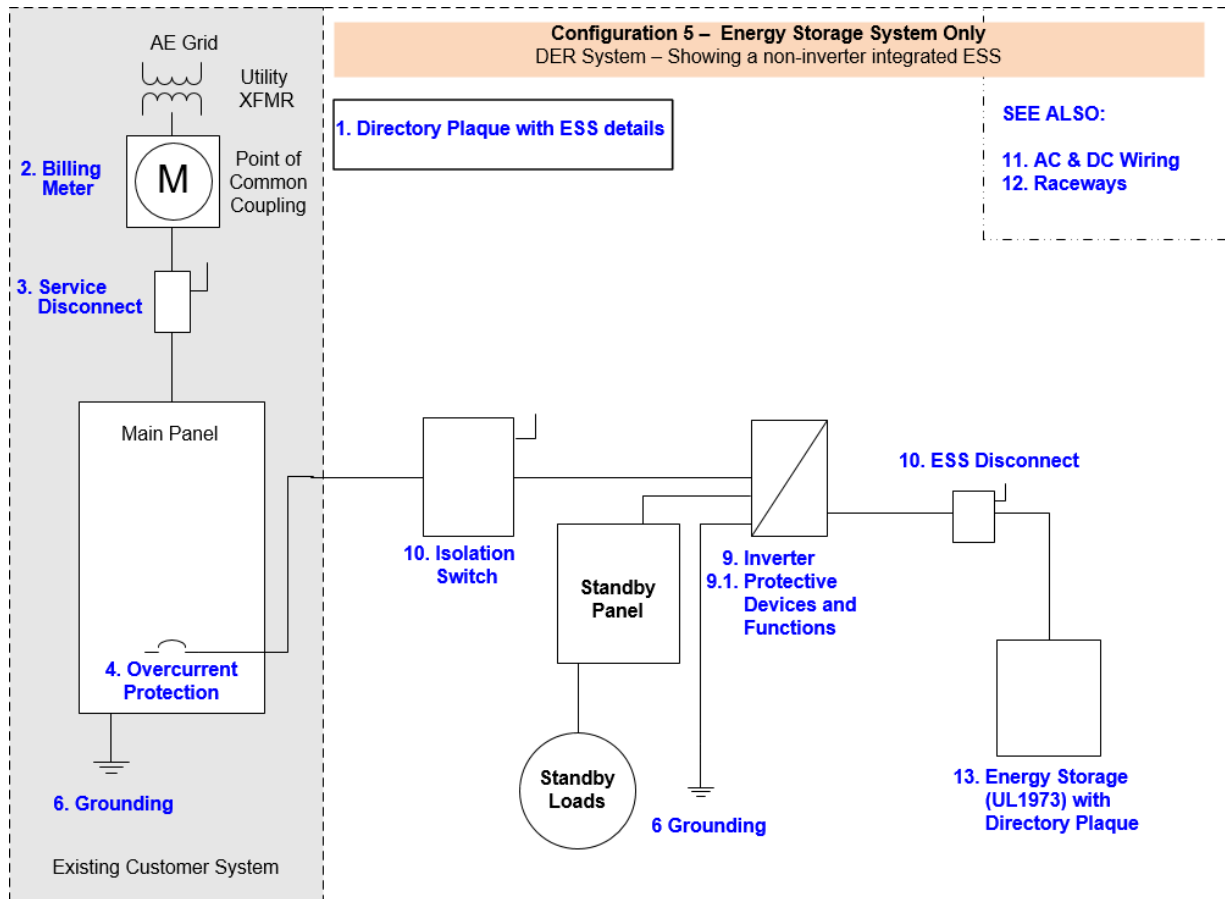 AE Grid
Utility
XFMR
Configuration 5 – Energy Storage System Only
DER System – Showing a non-inverter integrated ESS
1. Directory Plaque with ESS details
SEE ALSO:
11. AC & DC Wiring
12. Raceways
2. Billing
Meter
M
Point of
Common
Coupling
3. Service
Disconnect
Main Panel
4. Overcurrent
Protection
6. Grounding
Existing Customer System
10. Isolation
Switch
Standby
Panel
Standby
Loads
6 Grounding
9. Inverter
9.1. Protective
Devices and
Functions
10. ESS Disconnect
13. Energy Storage
(UL1973) with
Directory Plaque